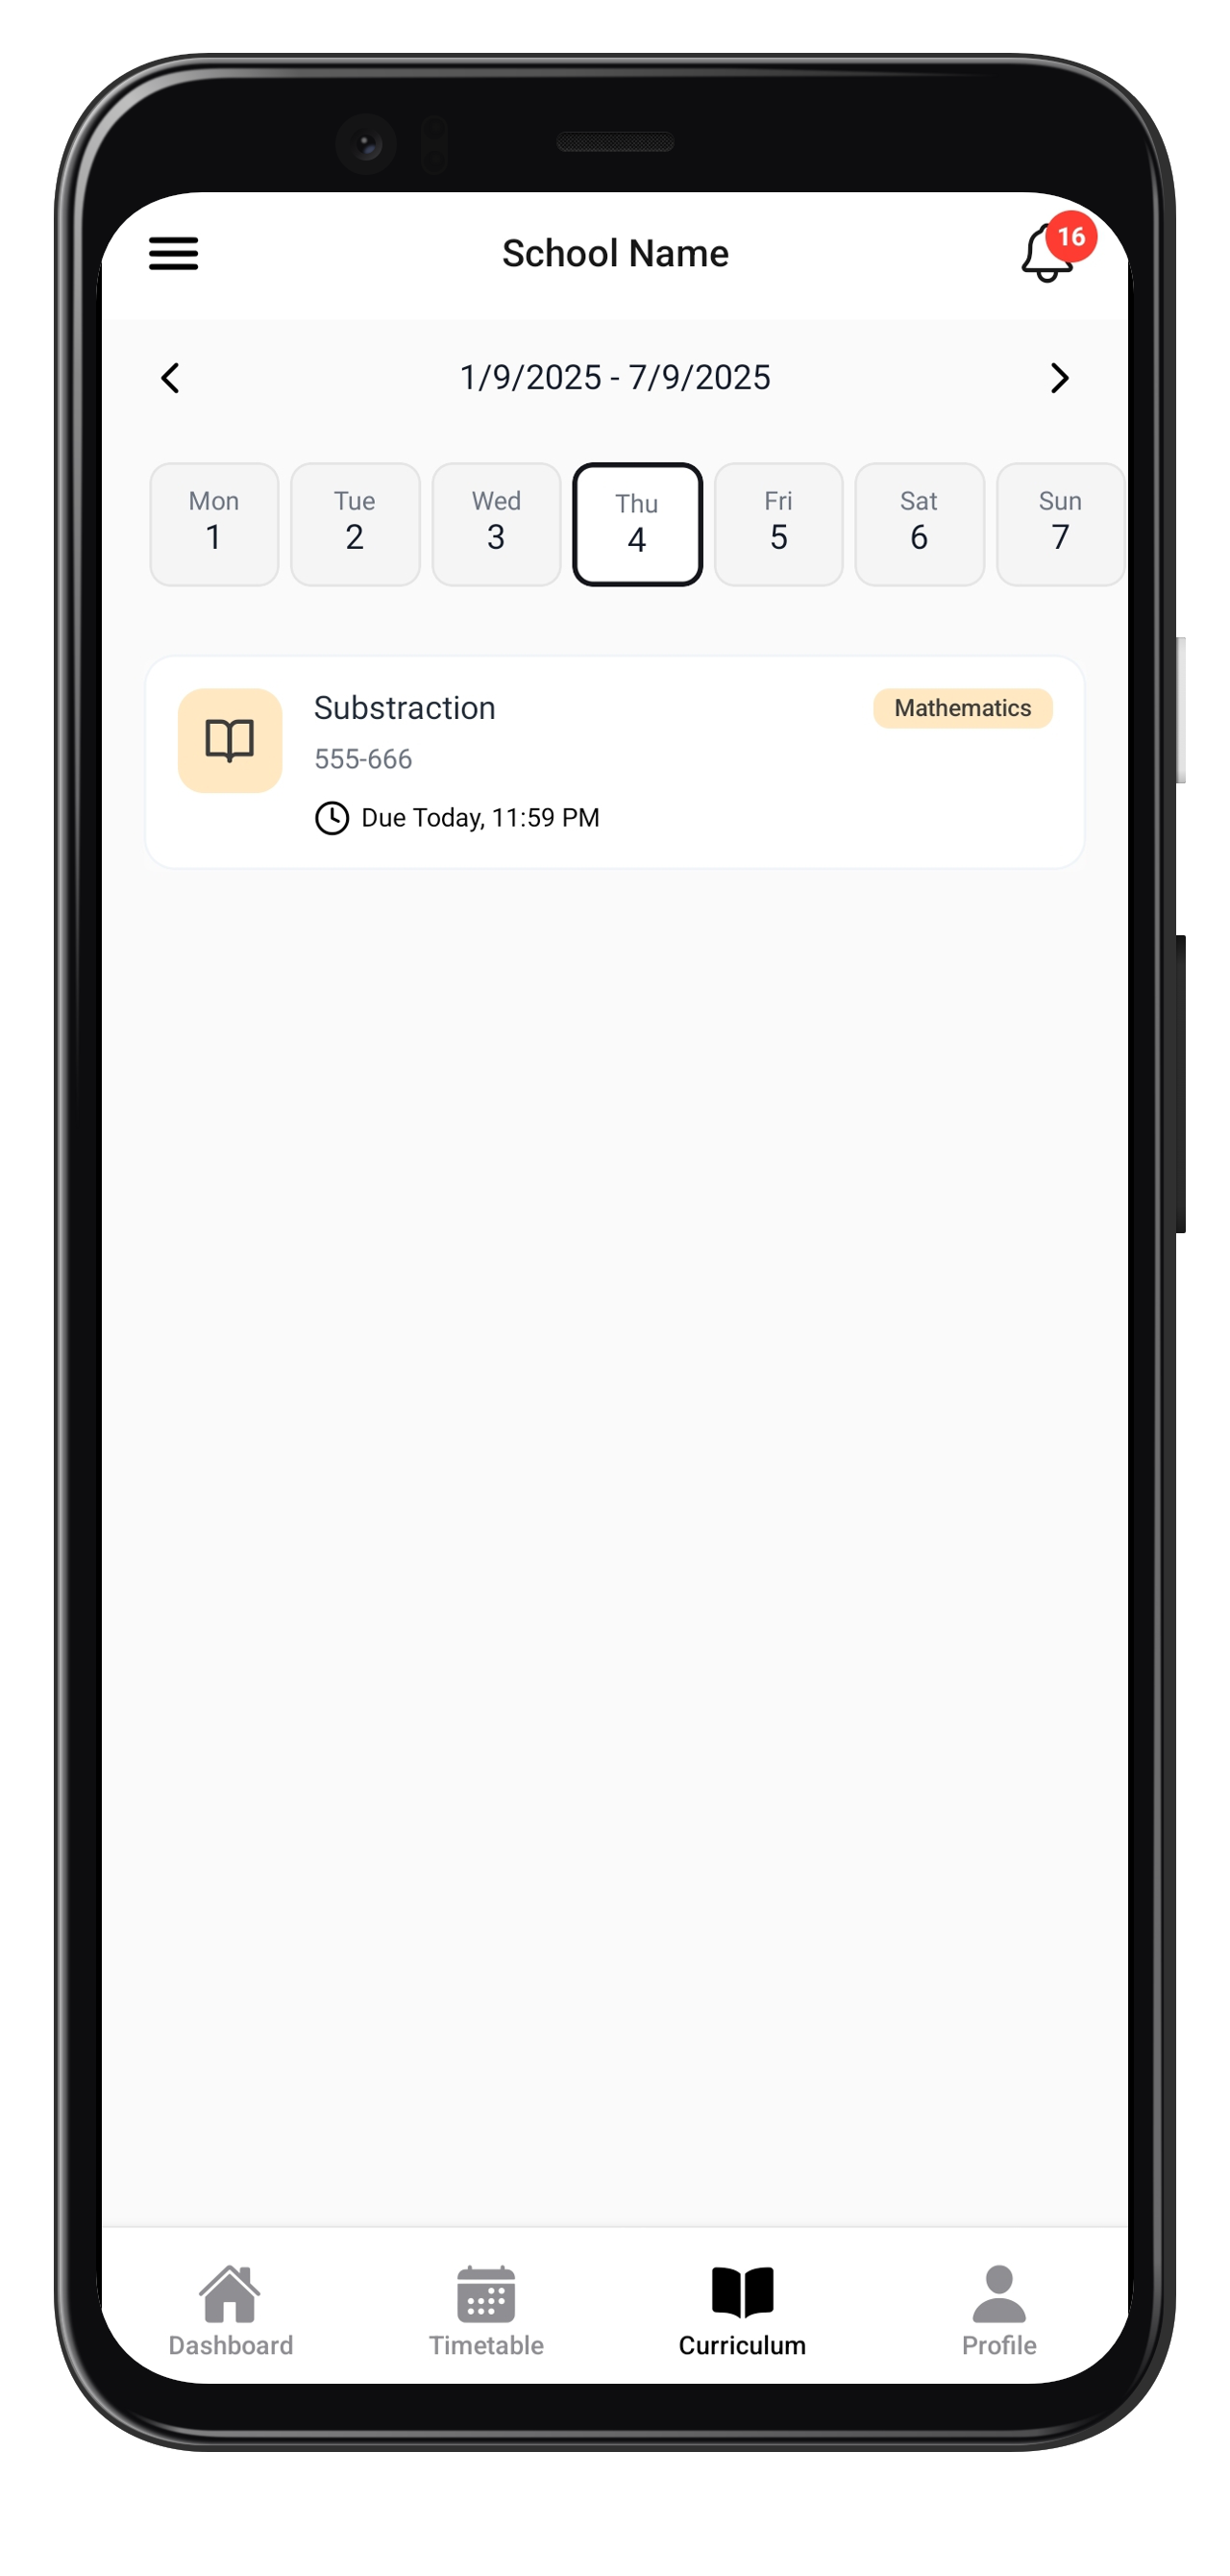 School Name
16
1/9/2025 - 7/9/2025
Mon Tue Wed Thu Fri Sat Sun
1 2 3 4 5 6 7
Substraction Mathematics
555-666
Due Today, 11:59 PM
Dashboard Timetable Curriculum Profile